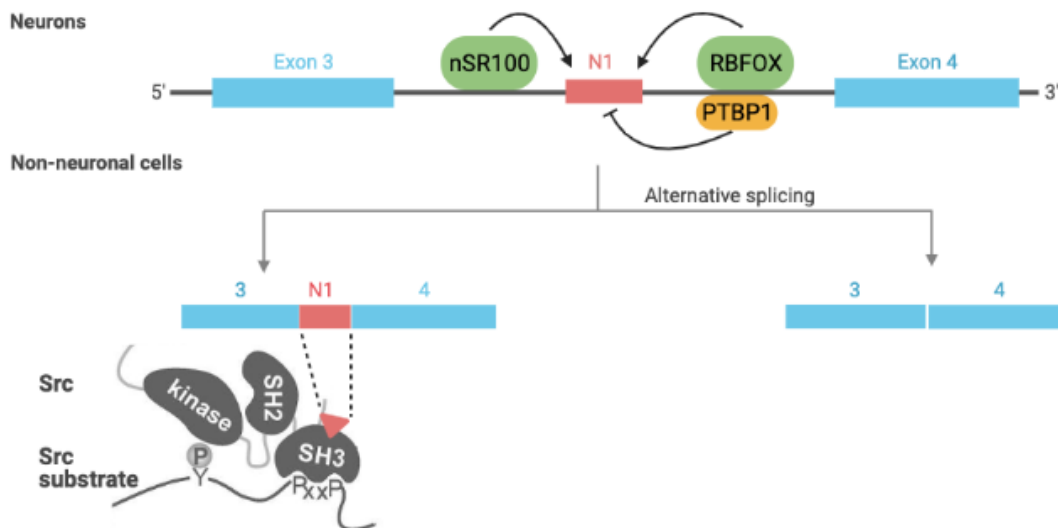 Neurons
Exon 3
nSR100
N1
RBFOX
Exon 4
5'
3'
PTBP1
Non-neuronal cells
Alternative splicing
3 N1 4
3 4
Src
kinase
SH2
SH3
P
Y
Src
substrate
PxxP